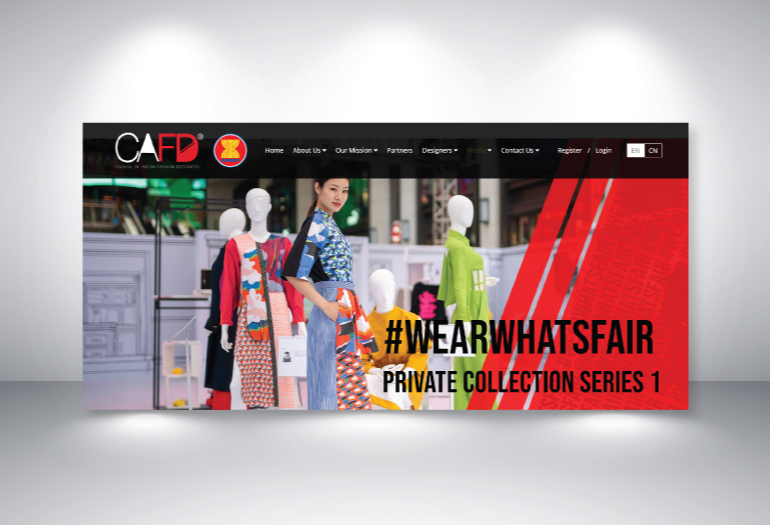 CAFD®
Home About Us Our Mission Partners Designers Media Contact Us Register / Login EN CN
#WEARWHATSFAIR
PRIVATE COLLECTION SERIES 1